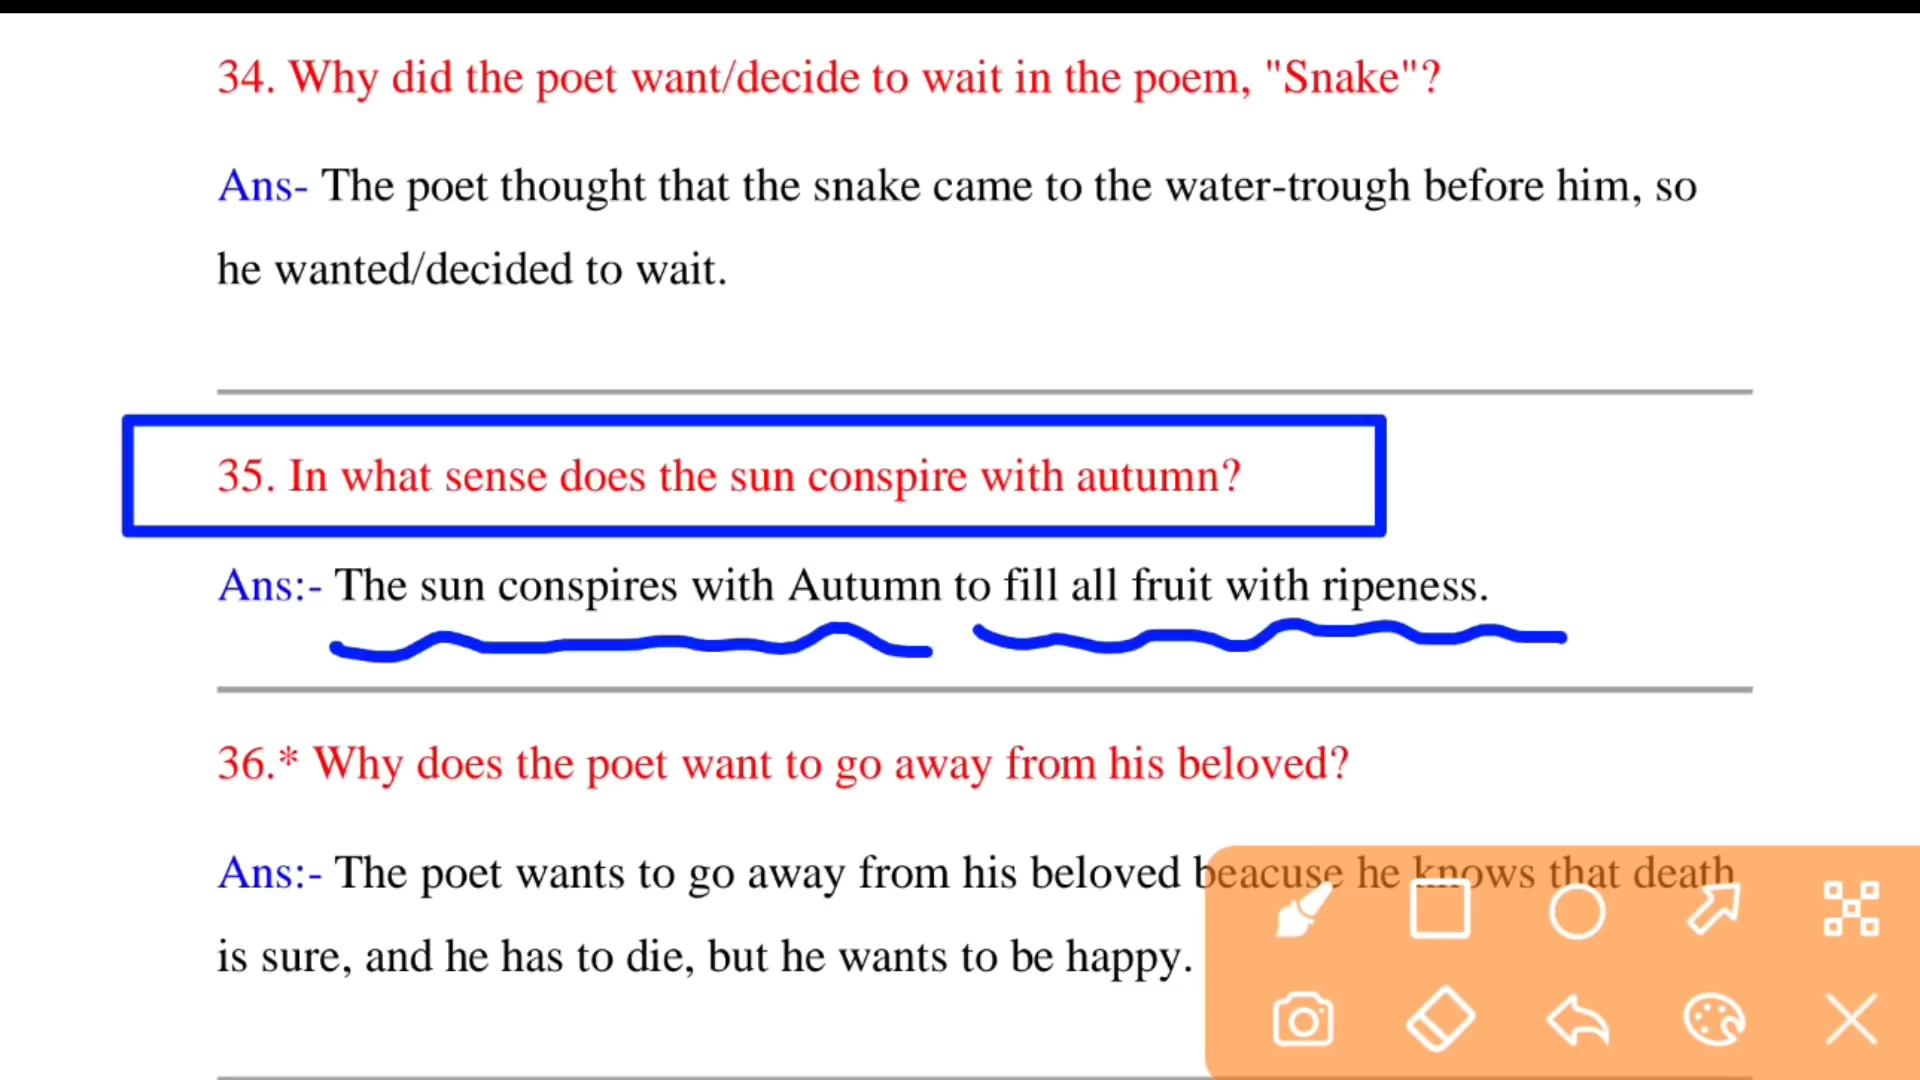 34. Why did the poet want/decide to wait in the poem, "Snake"?
Ans- The poet thought that the snake came to the water-trough before him, so
he wanted/decided to wait.
35. In what sense does the sun conspire with autumn?
Ans:- The sun conspires with Autumn to fill all fruit with ripeness.
36.* Why does the poet want to go away from his beloved?
Ans:- The poet wants to go away from his beloved beacuse he knows that death
is sure, and he has to die, but he wants to be happy.